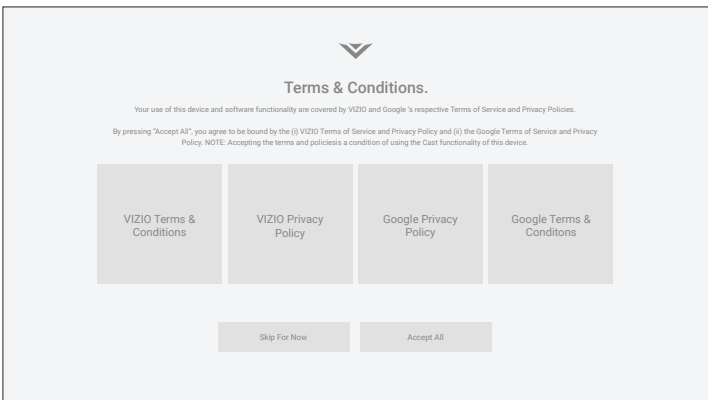 Terms & Conditions.
Your use of this device and software functionality are covered by VIZIO and Google 's respective Terms of Service and Privacy Policies.
By pressing "Accept All", you agree to be bound by the (i) VIZIO Terms of Service and Privacy Policy and (ii) the Google Terms of Service and Privacy
Policy. NOTE: Accepting the terms and policiesis a condition of using the Cast functionality of this device.
VIZIO Terms &
Conditions
VIZIO Privacy
Policy
Google Privacy
Policy
Google Terms &
Conditons
Skip For Now
Accept All